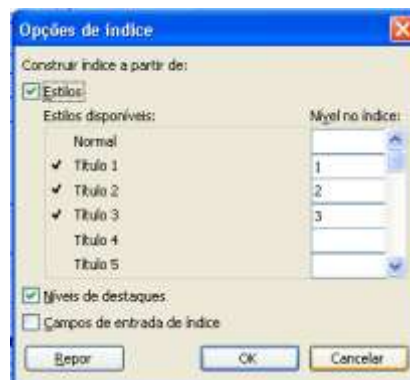 Opções de índice
Construir índice a partir de:
Estilos
Estilos disponíveis: Nível no índice:
Normal
Título 1 1
Título 2 2
Título 3 3
Título 4
Título 5
Níveis de destaques
Campos de entrada de índice
Repor OK Cancelar